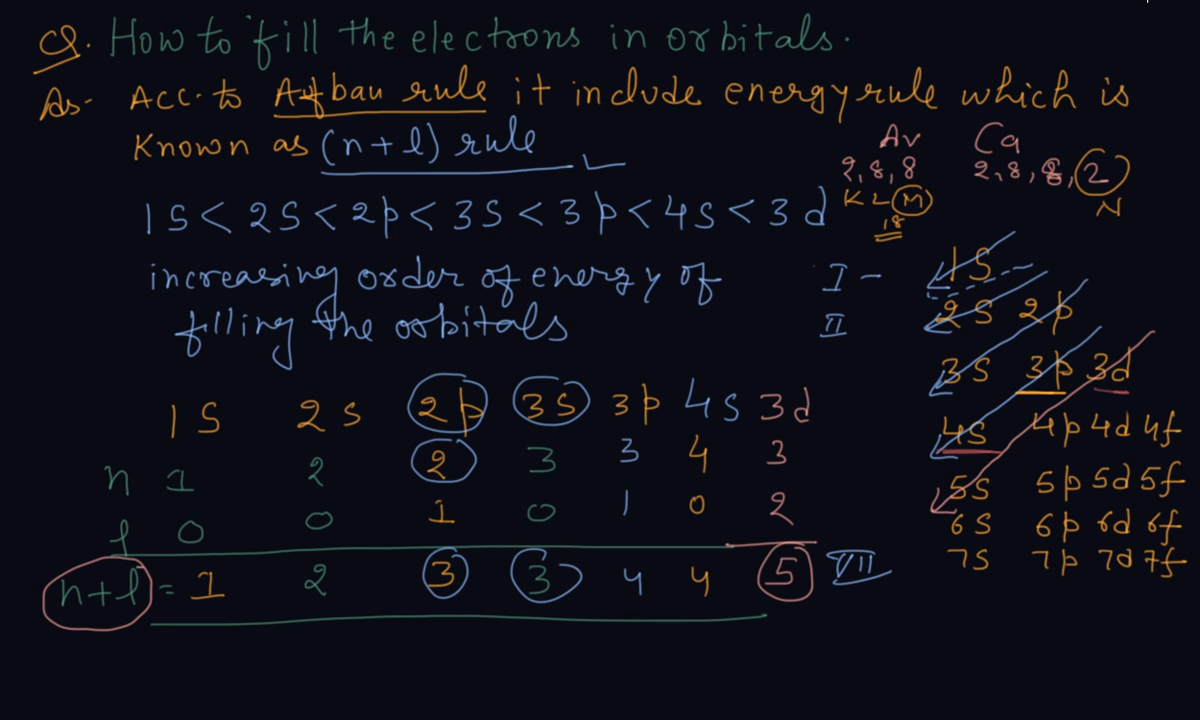 Q. How to fill the electrons in orbitals.
As- Acc. to Aufbau rule it include energy rule which is
known as (n+l) rule
Ar Ca
2,8,8 2,8,8,2
K L M N
18
1S < 2S < 2p < 3S < 3p < 4S < 3d
increasing order of energy of
filling the orbitals
I - 1S
II 2S 2p
3S 3p 3d
4S 4p 4d 4f
5S 5p 5d 5f
6S 6p 6d 6f
7S 7p 7d 7f
1S 2S 2p 3S 3p 4S 3d
n 1 2 2 3 3 4 3
l 0 0 1 0 1 0 2
n+l = 1 2 3 3 4 4 5 VII